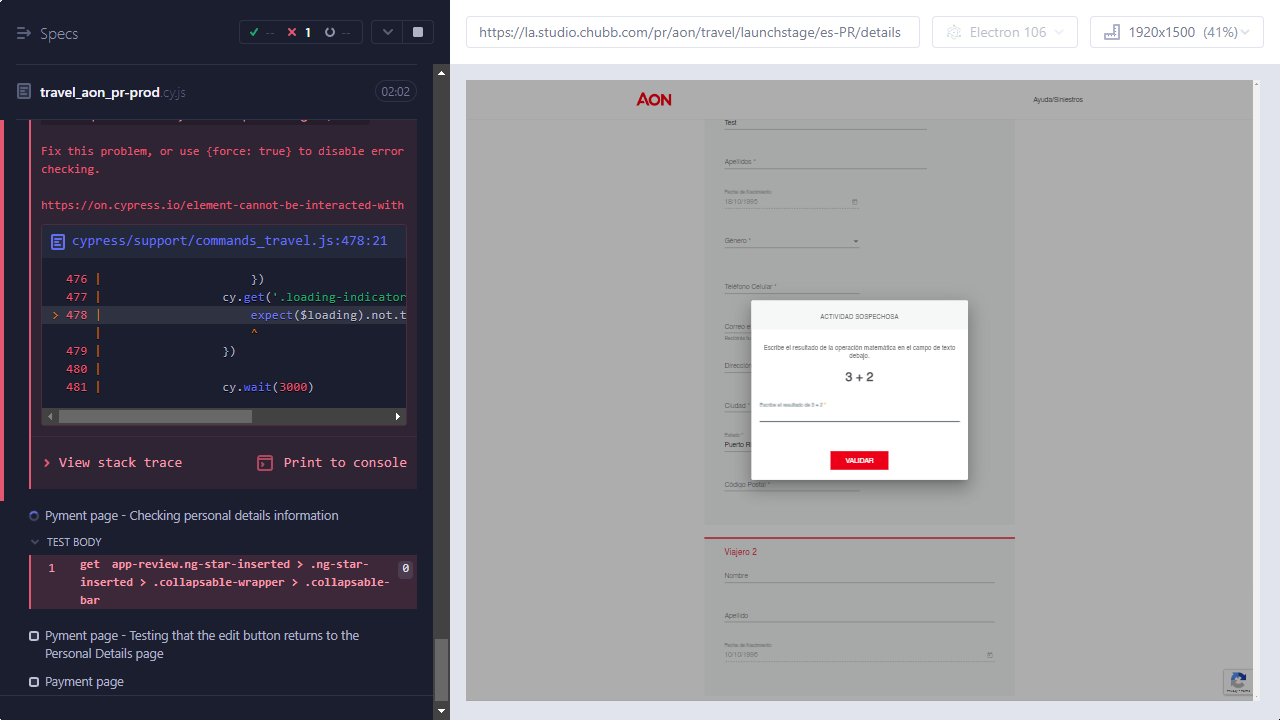 Specs
-- 1 --
travel_aon_pr-prod.cy.js 02:02
Fix this problem, or use {force: true} to disable error
checking.
https://on.cypress.io/element-cannot-be-interacted-with
cypress/support/commands_travel.js:478:21
476 | })
477 | cy.get('.loading-indicator
> 478 | expect($loading).not.t
| ^
479 | })
480 |
481 | cy.wait(3000)
View stack trace
Print to console
Pyment page - Checking personal details information
TEST BODY
1 get app-review.ng-star-inserted > .ng-star-
inserted > .collapsable-wrapper > .collapsable-
bar
0
Pyment page - Testing that the edit button returns to the
Personal Details page
Payment page
https://la.studio.chubb.com/pr/aon/travel/launchstage/es-PR/details
Electron 106
1920x1500 (41%)
AON
Ayuda/Siniestros
Test
Apellidos *
Fecha de Nacimiento
Género *
Teléfono Celular *
Correo e
Dirección
Ciudad *
Estado *
Puerto Ri
Código Postal *
ACTIVIDAD SOSPECHOSA
Escribe el resultado de la operación matemática en el campo de texto
debajo.
3 + 2
Escriba el resultado de 3 + 2 *
VALIDAR
Viajero 2
Nombre
Apellido
Fecha de Nacimiento
10/10/1995